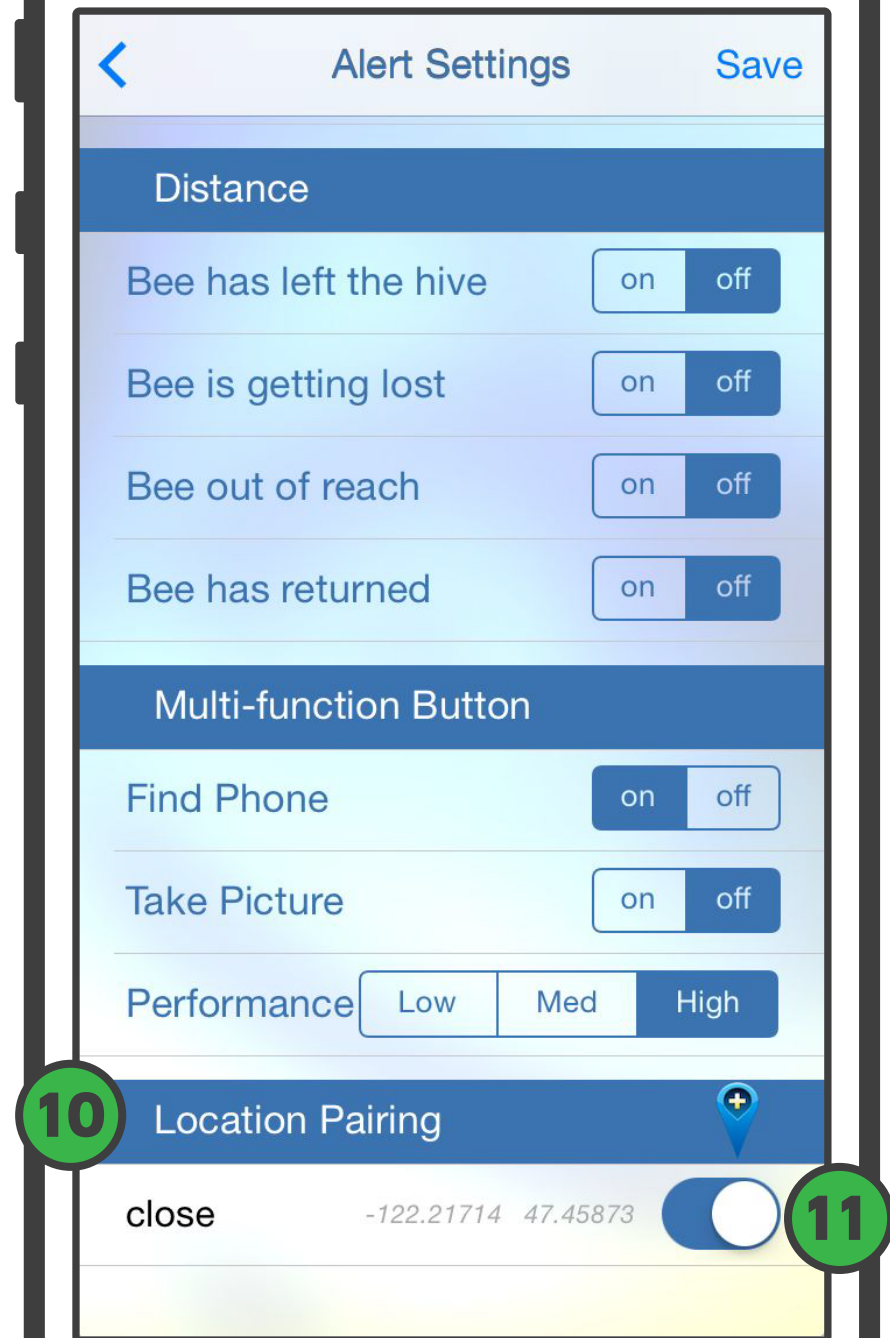 Alert Settings Save
Distance
Bee has left the hive on off
Bee is getting lost on off
Bee out of reach on off
Bee has returned on off
Multi-function Button
Find Phone on off
Take Picture on off
Performance Low Med High
10 Location Pairing
close -122.21714 47.45873 11